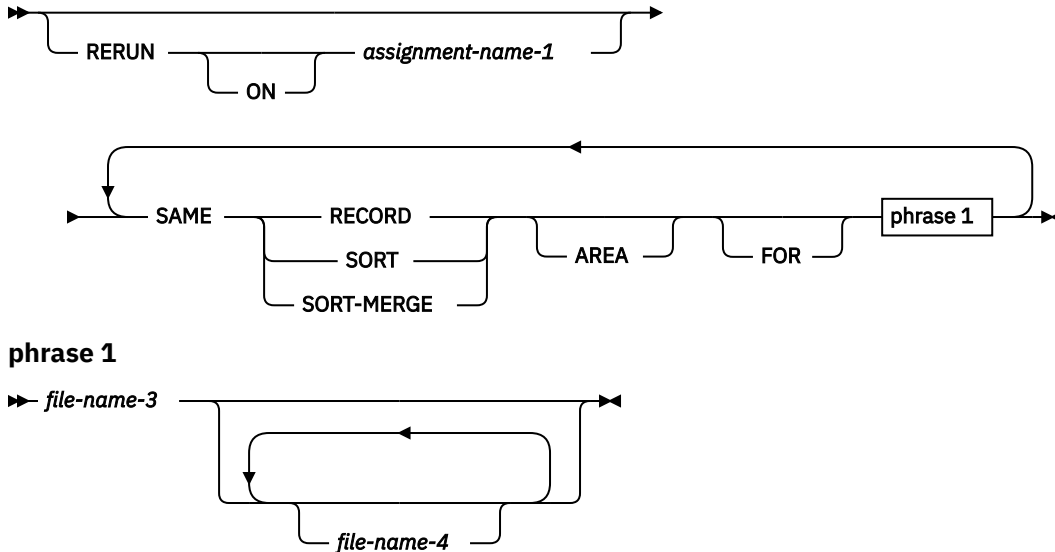 RERUN ON assignment-name-1
SAME RECORD AREA FOR phrase 1
SORT
SORT-MERGE
phrase 1
file-name-3
file-name-4